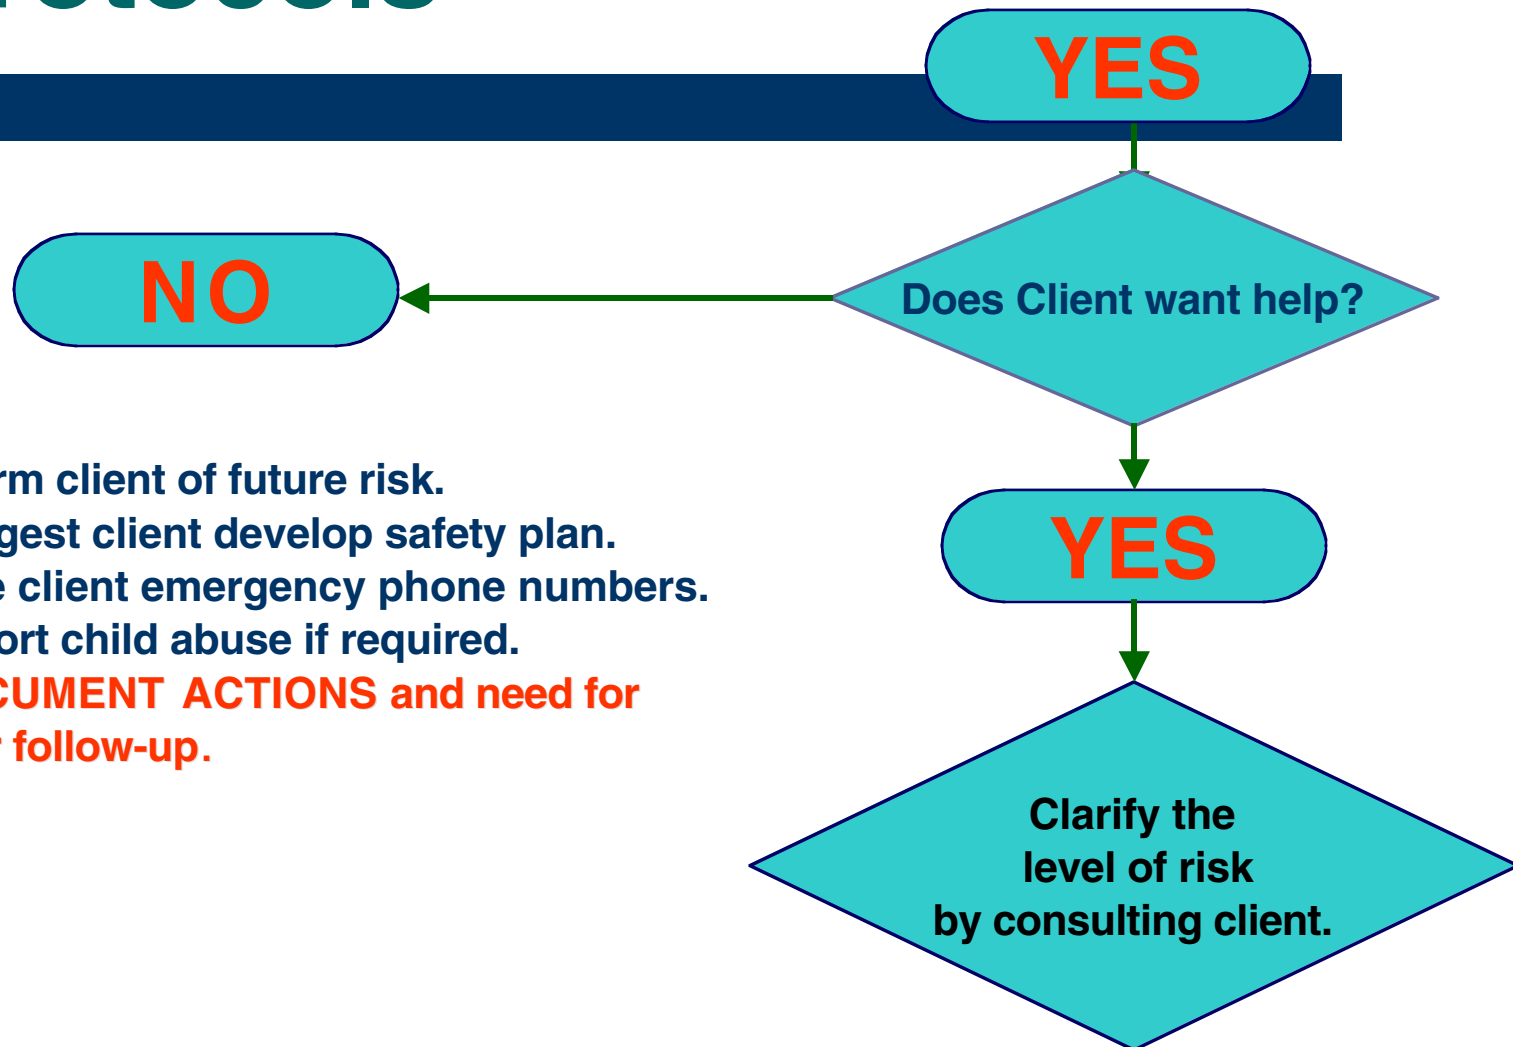 YES
NO
Does Client want help?
rm client of future risk.
gest client develop safety plan.
e client emergency phone numbers.
ort child abuse if required.
CUMENT ACTIONS and need for
follow-up.
YES
Clarify the
level of risk
by consulting client.